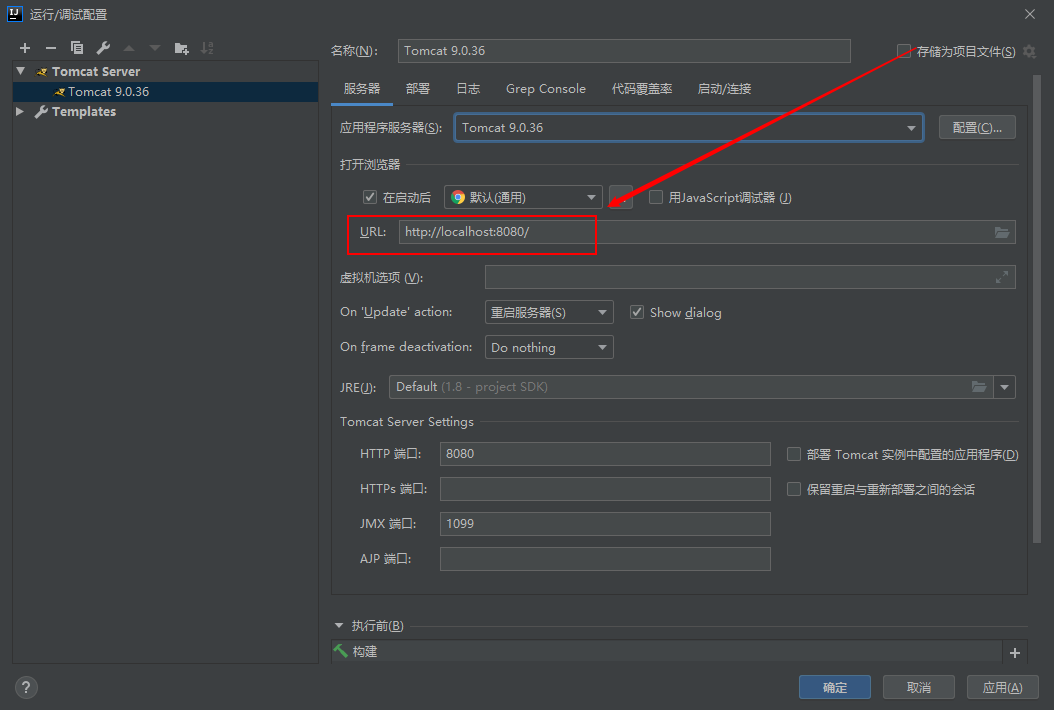 运行/调试配置
Tomcat Server
Tomcat 9.0.36
Templates
名称(N): Tomcat 9.0.36 存储为项目文件(S)
服务器 部署 日志 Grep Console 代码覆盖率 启动/连接
应用程序服务器(S): Tomcat 9.0.36 配置(C)...
打开浏览器
在启动后 默认(通用) 用JavaScript调试器 (J)
URL: http://localhost:8080/
虚拟机选项 (V):
On 'Update' action: 重启服务器(S) Show dialog
On frame deactivation: Do nothing
JRE(J): Default (1.8 - project SDK)
Tomcat Server Settings
HTTP 端口: 8080 部署 Tomcat 实例中配置的应用程序(D)
HTTPs 端口: 保留重启与重新部署之间的会话
JMX 端口: 1099
AJP 端口:
执行前(B)
构建
? 确定 取消 应用(A)